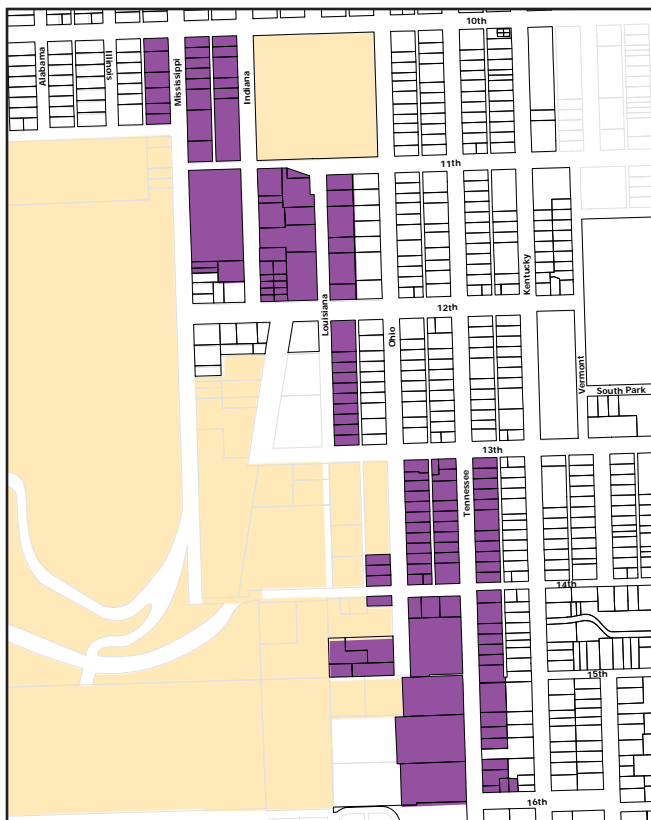 10th
Alabama
Illinois
Mississippi
Indiana
11th
Kentucky
12th
Louisiana
Ohio
Vermont
South Park
13th
Tennessee
14th
15th
16th